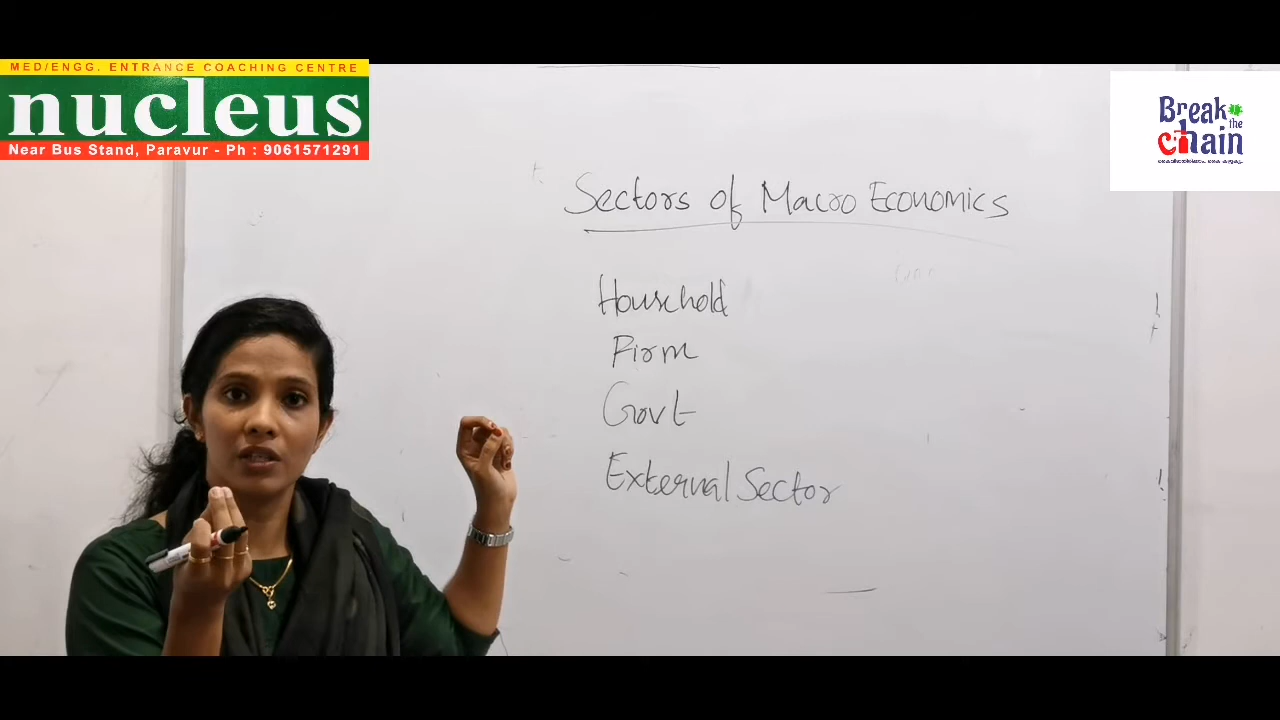 MED/ENGG. ENTRANCE COACHING CENTRE
nucleus
Near Bus Stand, Paravur - Ph : 9061571291
Break
the
chain
Sectors of Macro Economics
Household
Firm
Govt
External Sector